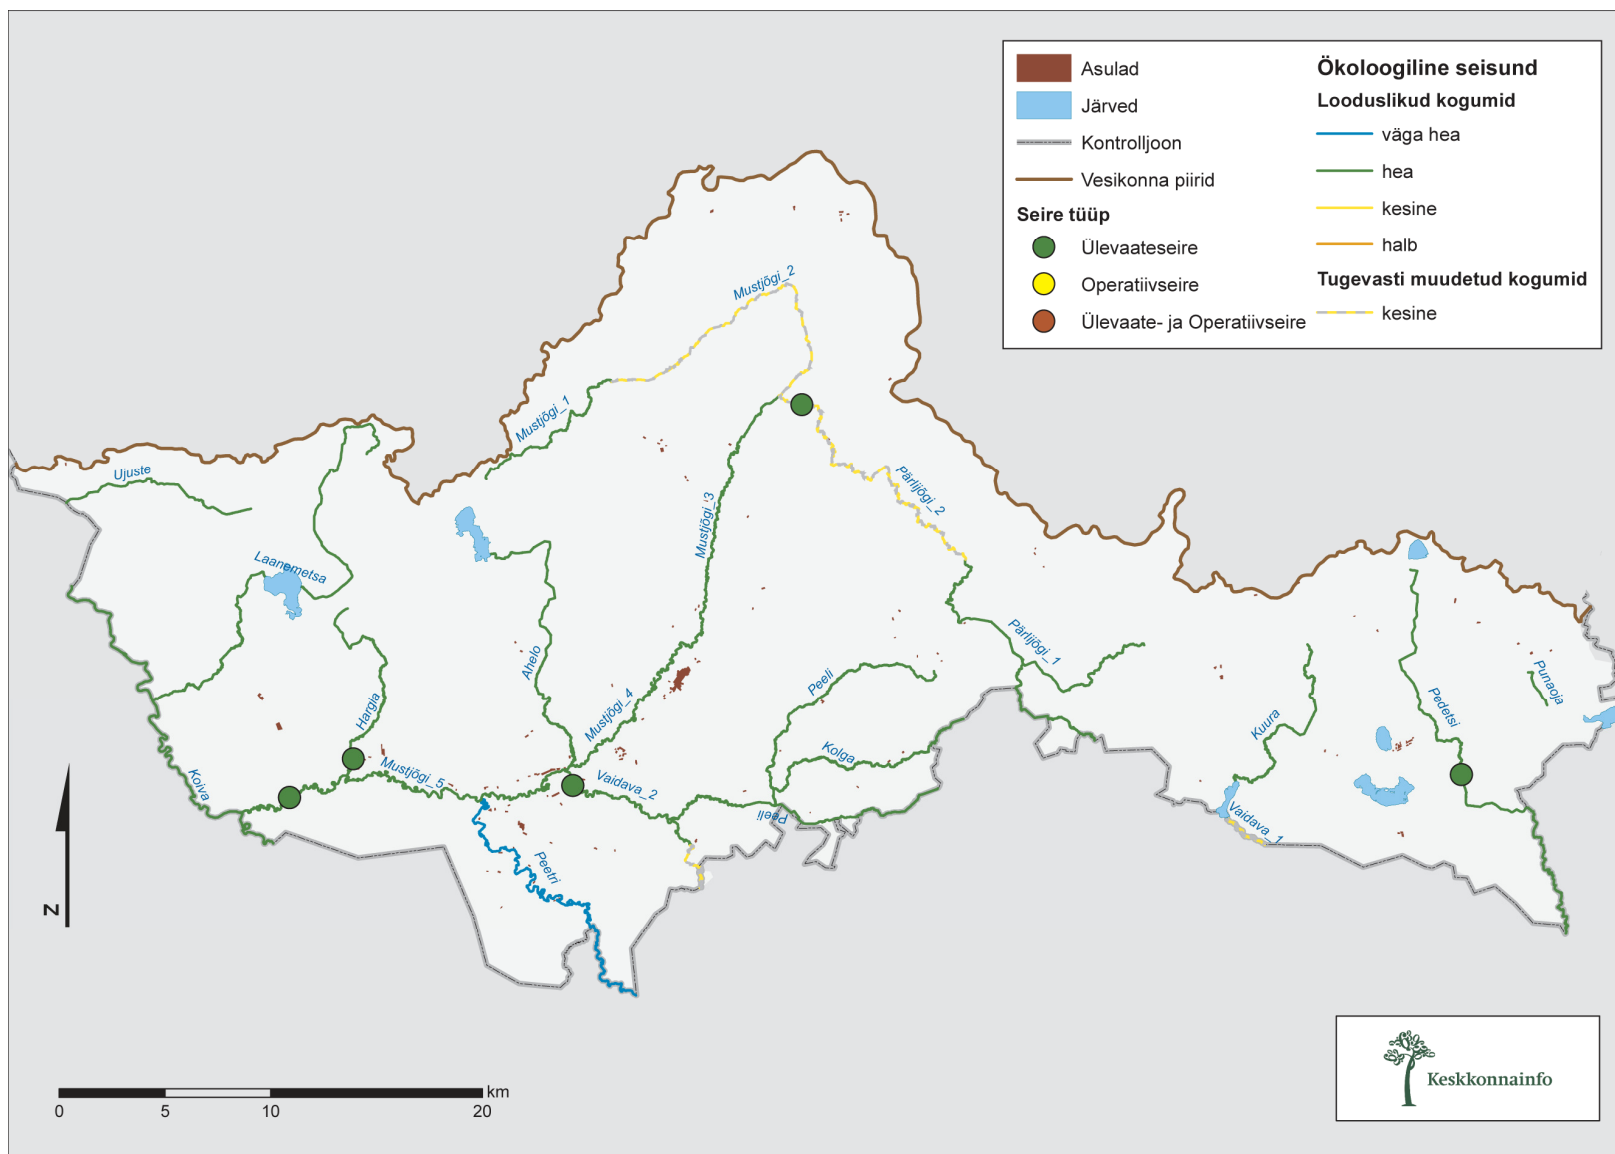 Asulad
Järved
Kontrolljoon
Vesikonna piirid
Seire tüüp
Ülevaateseire
Operatiivseire
Ülevaate- ja Operatiivseire
Ökoloogiline seisund
Looduslikud kogumid
väga hea
hea
kesine
halb
Tugevasti muudetud kogumid
kesine
Mustjõgi_2
Mustjõgi_1
Ujuste
Pärlijõgi_2
Mustjõgi_3
Laanemetsa
Pärlijõgi_1
Ahelo
Peeli
Punaoja
Hargla
Mustjõgi_4
Kuura
Pedetsi
Kolga
Koiva
Mustjõgi_5
Vaidava_2
Peeli
Vaidava_1
Peetri
N
km
0 5 10 20
Keskkonnainfo